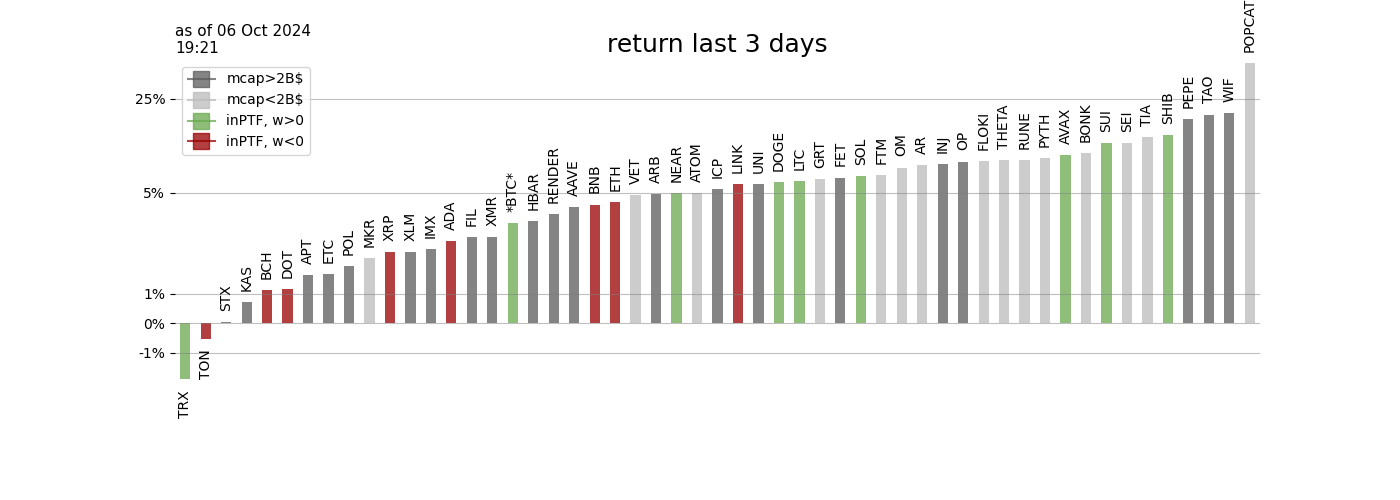 as of 06 Oct 2024
19:21
return last 3 days
mcap>2B$
mcap<2B$
inPTF, w>0
inPTF, w<0
25%
5%
1%
0%
-1%
TRX
TON
STX
KAS
BCH
DOT
APT
ETC
POL
MKR
XRP
XLM
IMX
ADA
FIL
XMR
*BTC*
HBAR
RENDER
AAVE
BNB
ETH
VET
ARB
NEAR
ATOM
ICP
LINK
UNI
DOGE
LTC
GRT
FET
SOL
FTM
OM
AR
INJ
OP
FLOKI
THETA
RUNE
PYTH
AVAX
BONK
SUI
SEI
TIA
SHIB
PEPE
TAO
WIF
POPCAT